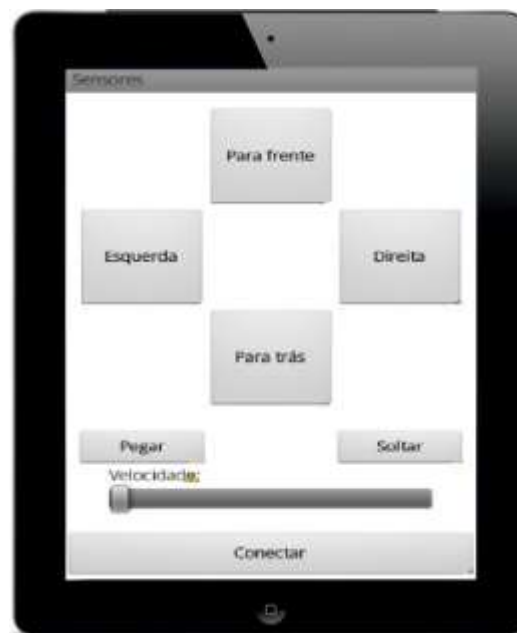 Sensores
Para frente
Esquerda Direita
Para trás
Pegar Soltar
Velocidade:
Conectar